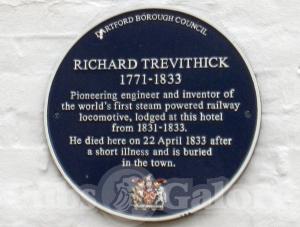 DARTFORD BOROUGH COUNCIL
RICHARD TREVITHICK
1771-1833
Pioneering engineer and inventor of
the world's first steam powered railway
locomotive, lodged at this hotel
from 1831-1833.
He died here on 22 April 1833 after
a short illness and is buried
in the town.